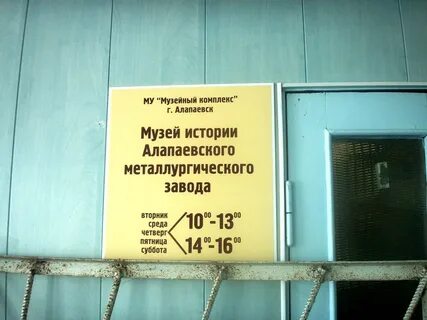 МУ "Музейный комплекс"
г. Алапаевск
Музей истории
Алапаевского
металлургического
завода
вторник
среда
четверг
пятница
суббота
10⁰⁰-13⁰⁰
14⁰⁰-16⁰⁰